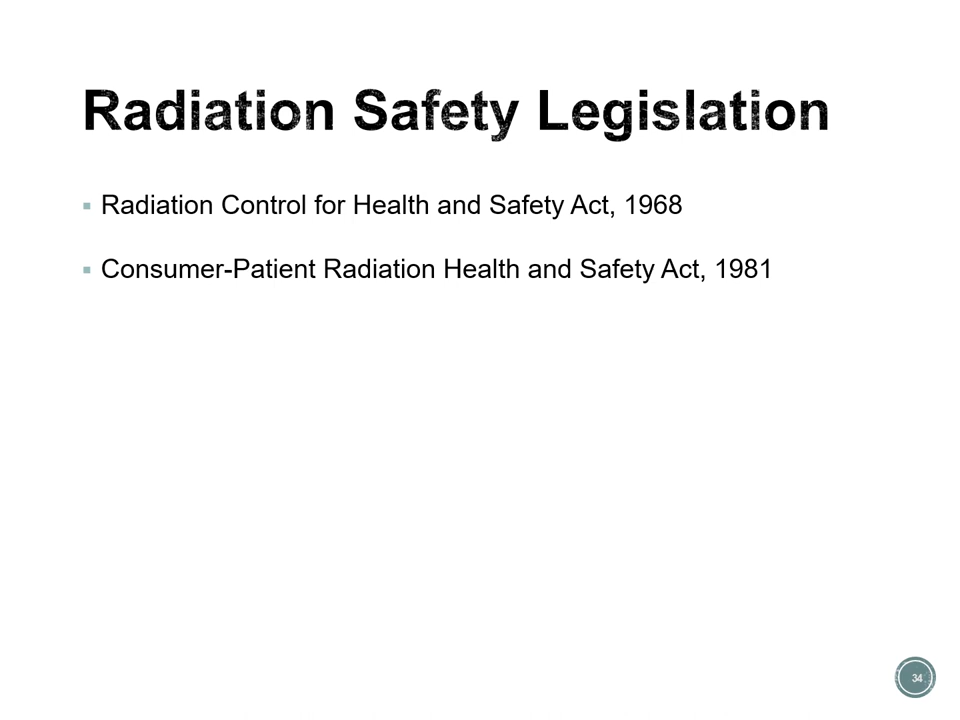 Radiation Safety Legislation
▪ Radiation Control for Health and Safety Act, 1968
▪ Consumer-Patient Radiation Health and Safety Act, 1981
34